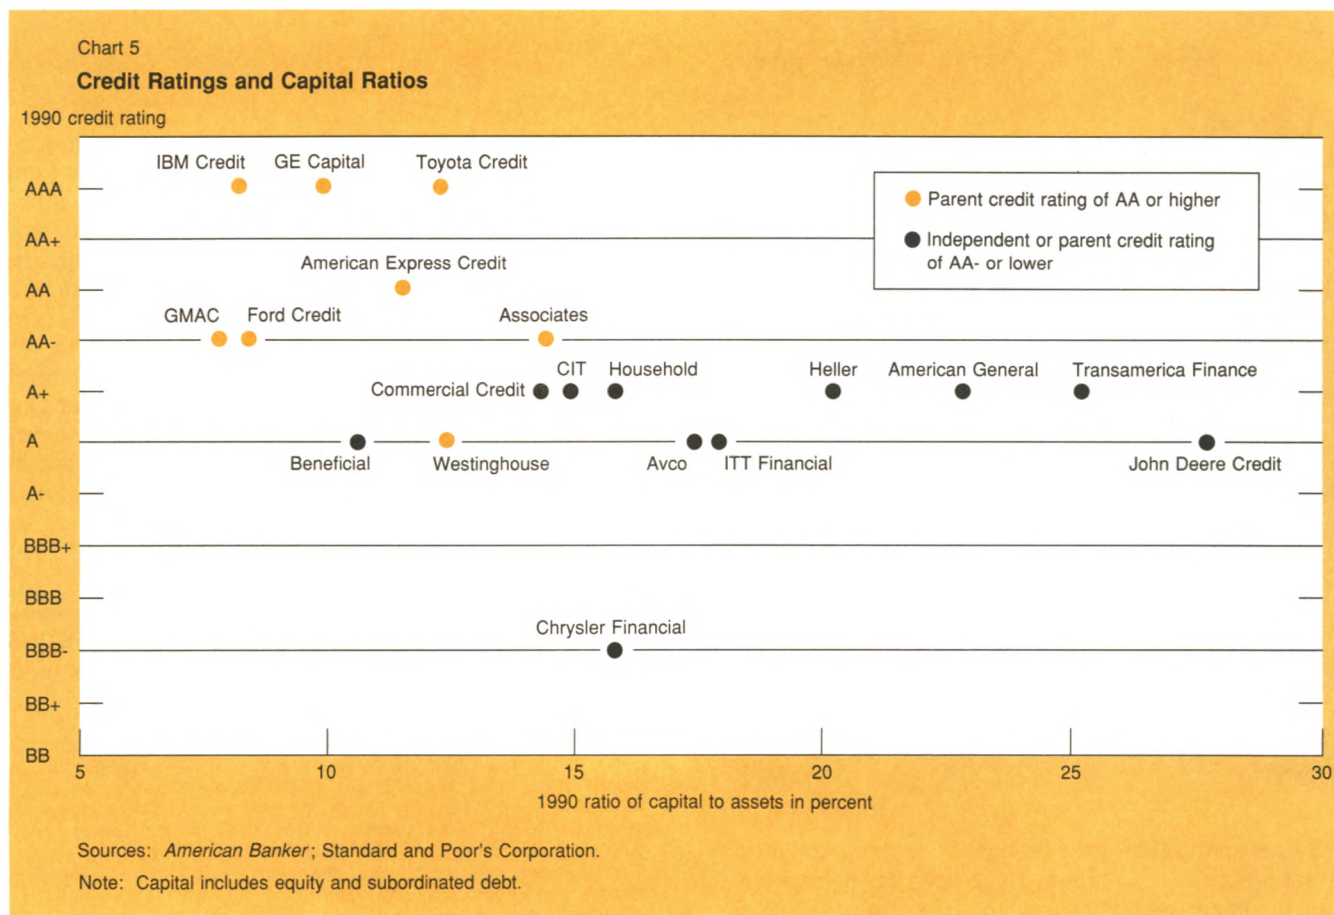 Chart 5
Credit Ratings and Capital Ratios
1990 credit rating
IBM Credit GE Capital Toyota Credit
AAA
Parent credit rating of AA or higher
AA+
Independent or parent credit rating
of AA- or lower
American Express Credit
AA
GMAC Ford Credit Associates
AA-
CIT Household Heller American General Transamerica Finance
A+ Commercial Credit
A
Beneficial Westinghouse Avco ITT Financial John Deere Credit
A-
BBB+
BBB
Chrysler Financial
BBB-
BB+
BB
5 10 15 20 25 30
1990 ratio of capital to assets in percent
Sources: American Banker; Standard and Poor's Corporation.
Note: Capital includes equity and subordinated debt.